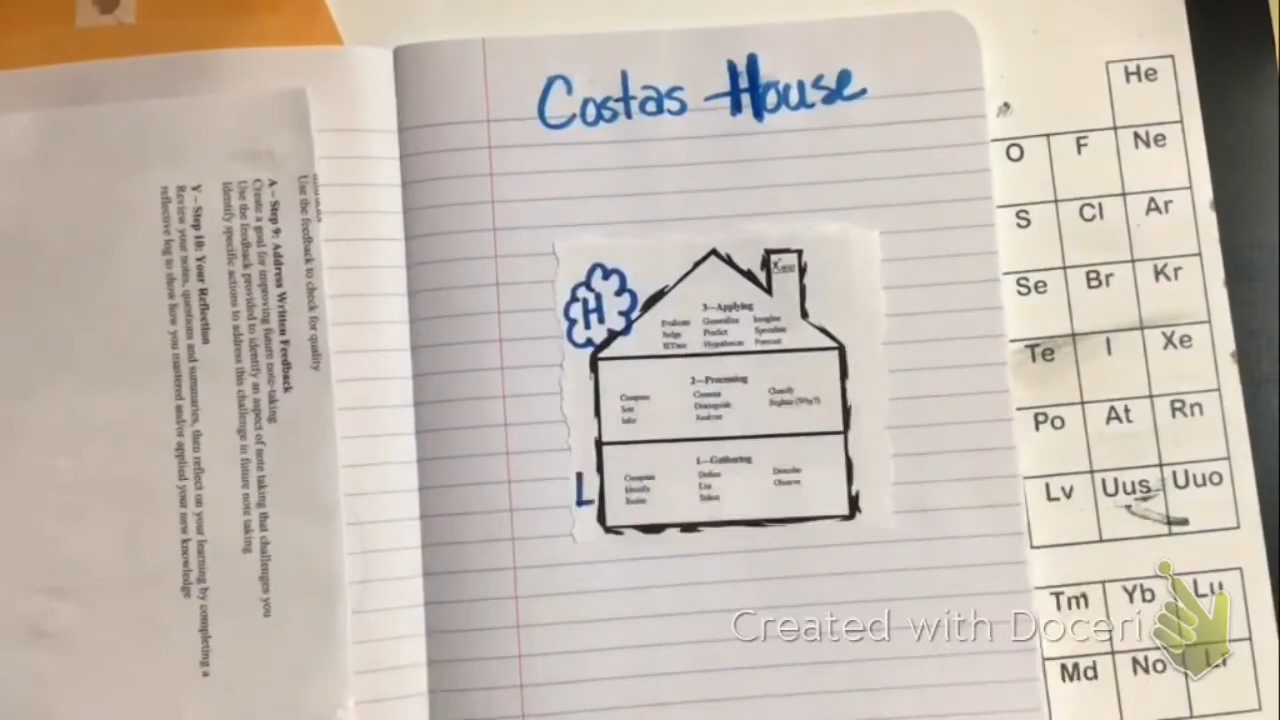 Costas House
H
3—Applying
Evaluate Generalize Imagine
Judge Predict Speculate
If/Then Hypothesize Forecast
2—Processing
Compare Contrast Classify
Sort Distinguish Explain (Why?)
Infer Analyze
1—Gathering
Complete Define Describe
Identify List Observe
Recite Select
L
Use the feedback to check for quality
A – Step 9: Address Written Feedback
Create a goal for improving future note-taking
Use the feedback provided to identify an aspect of note taking that challenges you
Identify specific actions to address this challenge in future note taking
Y – Step 10: Your Reflection
Review your notes, questions and summaries, then reflect on your learning by completing a
reflective log to show how you mastered and/or applied your new knowledge
He
O F Ne
S Cl Ar
Se Br Kr
Te I Xe
Po At Rn
Lv Uus Uuo
Tm Yb Lu
Md No Lr
Created with Doceri